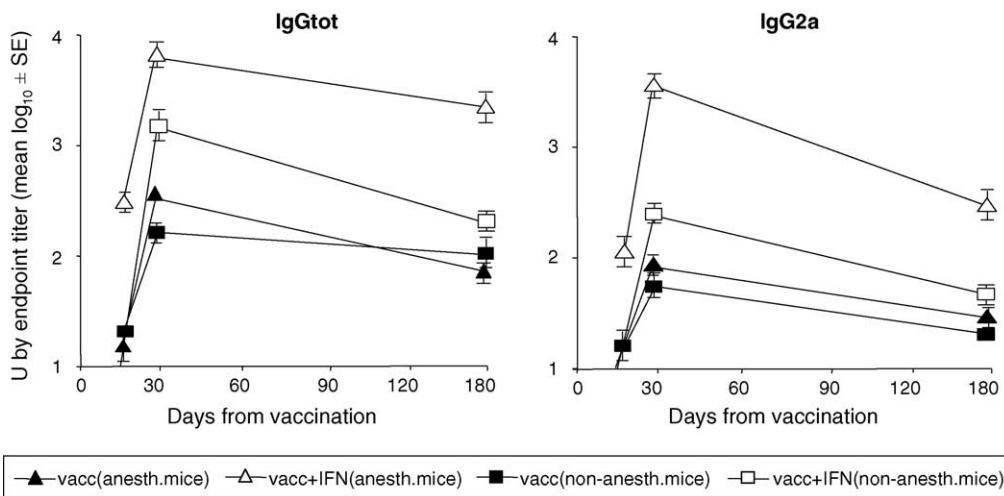 IgGtot
IgG2a
U by endpoint titer (mean log₁₀ ± SE)
4
3
2
1
0 30 60 90 120 180
Days from vaccination
4
3
2
1
0 30 60 90 120 180
Days from vaccination
vacc(anesth.mice) vacc+IFN(anesth.mice) vacc(non-anesth.mice) vacc+IFN(non-anesth.mice)